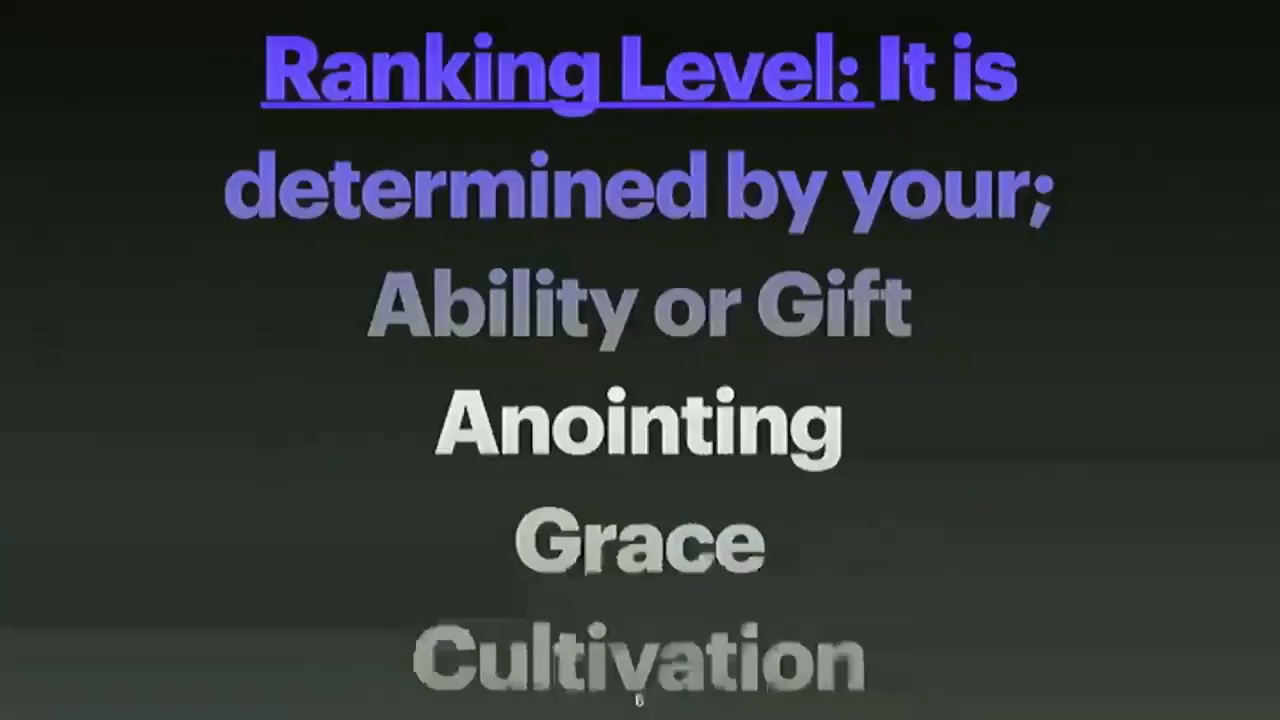 Ranking Level: It is
determined by your;
Ability or Gift
Anointing
Grace
Cultivation